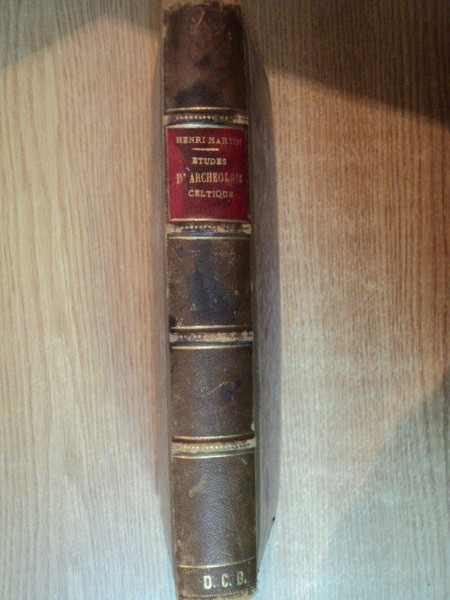 HENRI MARTIN
ETUDES
D'ARCHEOLOGIE
CELTIQUE
D. C. B.